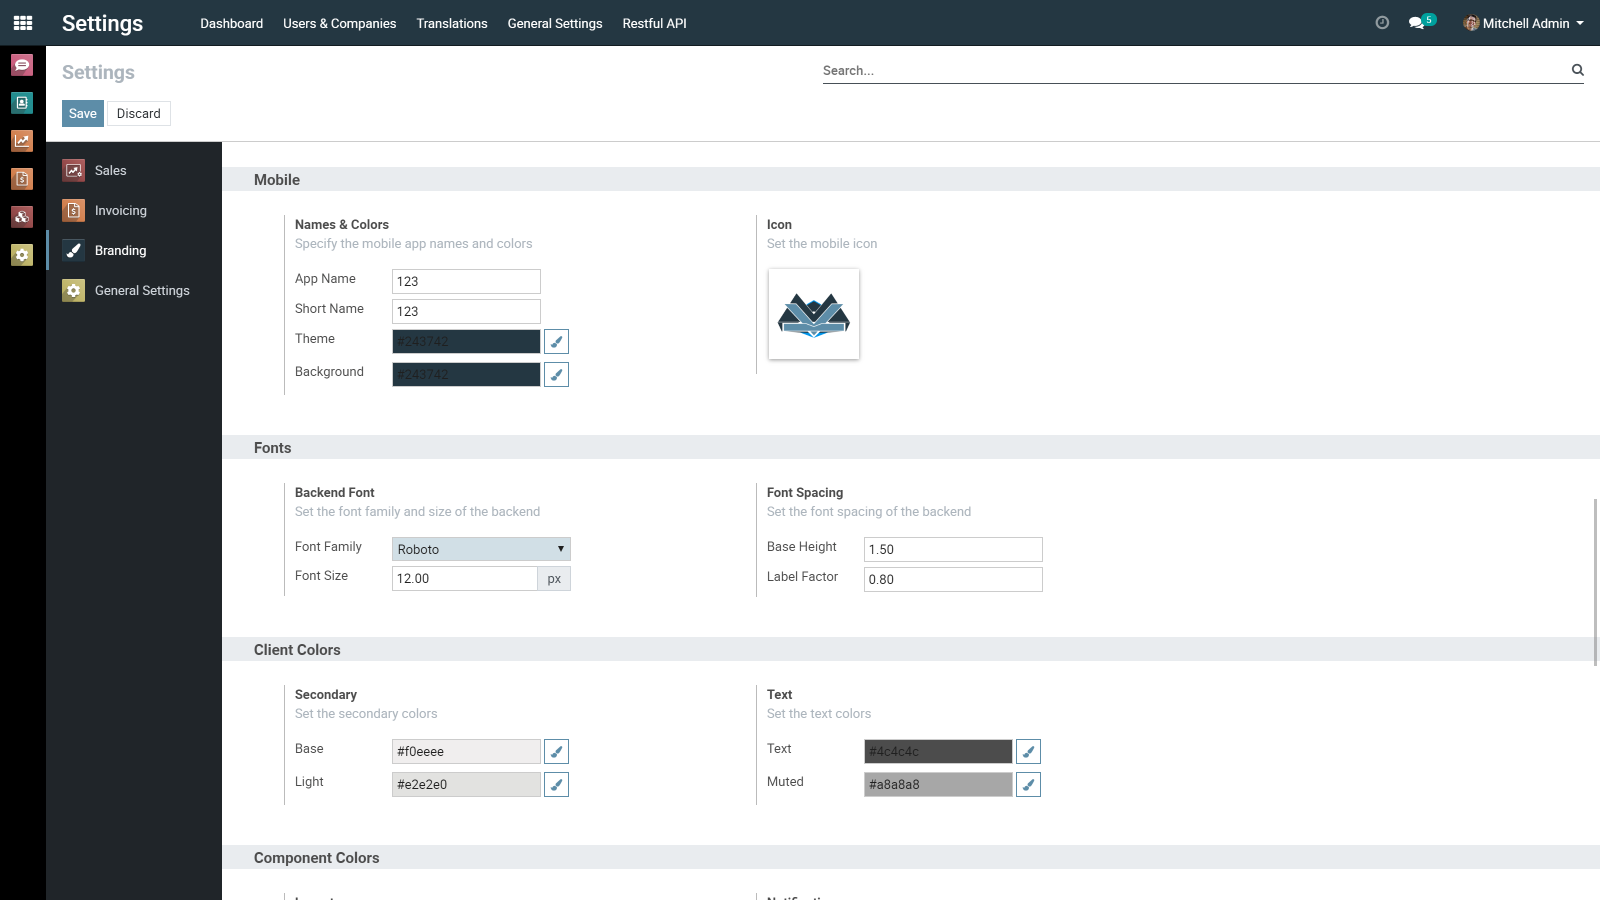 Settings Dashboard Users & Companies Translations General Settings Restful API 5 Mitchell Admin
Settings
Search...
Save Discard
Sales
Invoicing
Branding
General Settings
Mobile
Names & Colors
Specify the mobile app names and colors
App Name 123
Short Name 123
Theme #243742
Background #243742
Icon
Set the mobile icon
Fonts
Backend Font
Set the font family and size of the backend
Font Family Roboto
Font Size 12.00 px
Font Spacing
Set the font spacing of the backend
Base Height 1.50
Label Factor 0.80
Client Colors
Secondary
Set the secondary colors
Base #f0eeee
Light #e2e2e0
Text
Set the text colors
Text #4c4c4c
Muted #a8a8a8
Component Colors